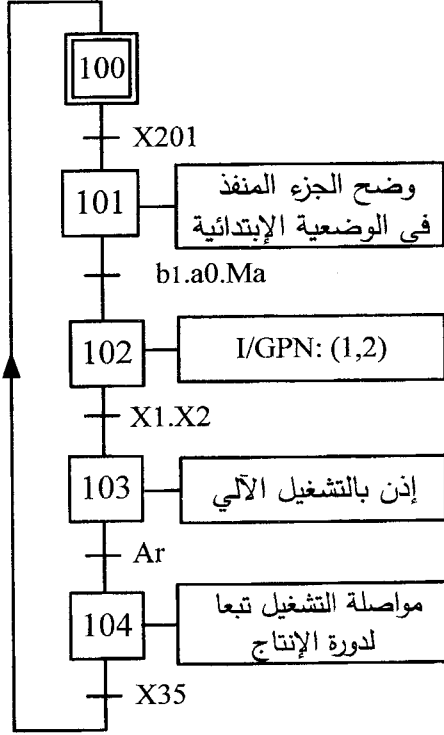 100
X201
101
وضح الجزء المنفذ
في الوضعية الإبتدائية
b1.a0.Ma
102
I/GPN: (1,2)
X1.X2
103
إذن بالتشغيل الآلي
Ar
104
مواصلة التشغيل تبعا
لدورة الإنتاج
X35